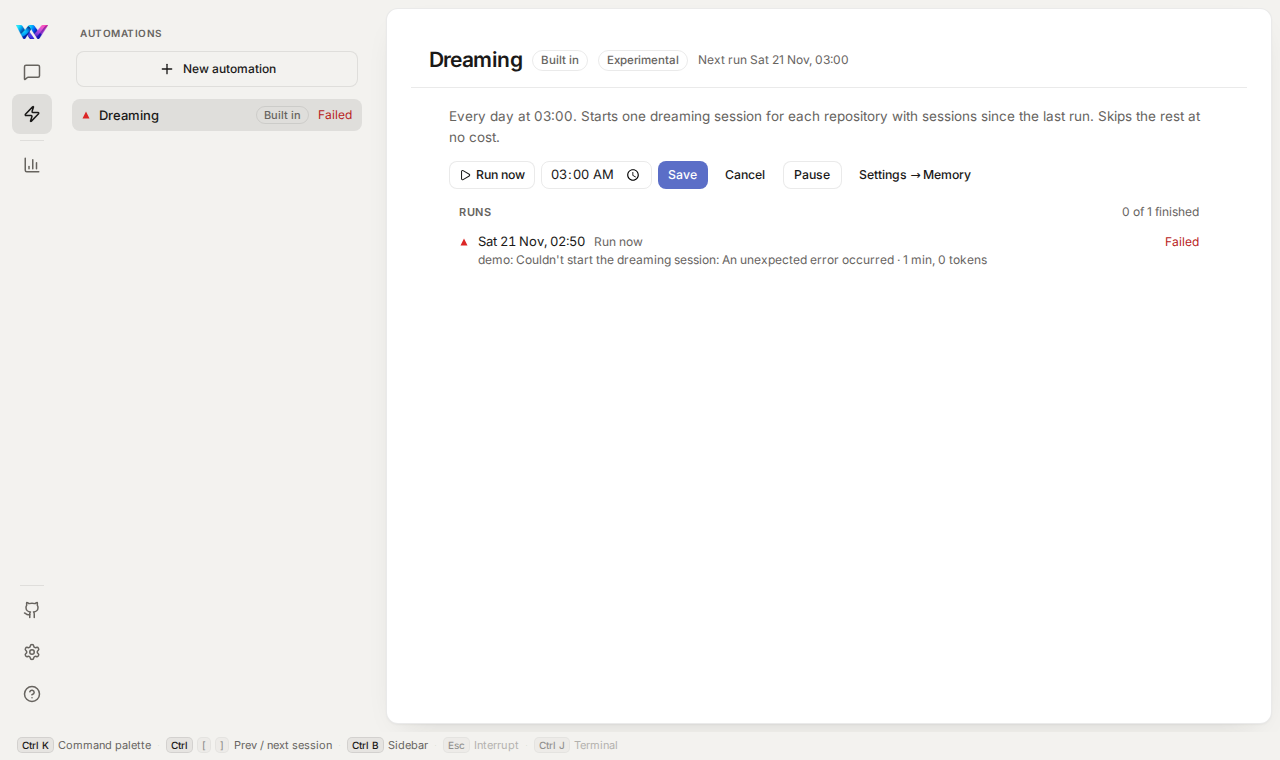 AUTOMATIONS
New automation
Dreaming Built in Failed
Dreaming Built in Experimental Next run Sat 21 Nov, 03:00
Every day at 03:00. Starts one dreaming session for each repository with sessions since the last run. Skips the rest at
no cost.
Run now 03:00 AM Save Cancel Pause Settings → Memory
RUNS 0 of 1 finished
Sat 21 Nov, 02:50 Run now Failed
demo: Couldn't start the dreaming session: An unexpected error occurred · 1 min, 0 tokens
Ctrl K Command palette Ctrl [ ] Prev / next session Ctrl B Sidebar Esc Interrupt Ctrl J Terminal